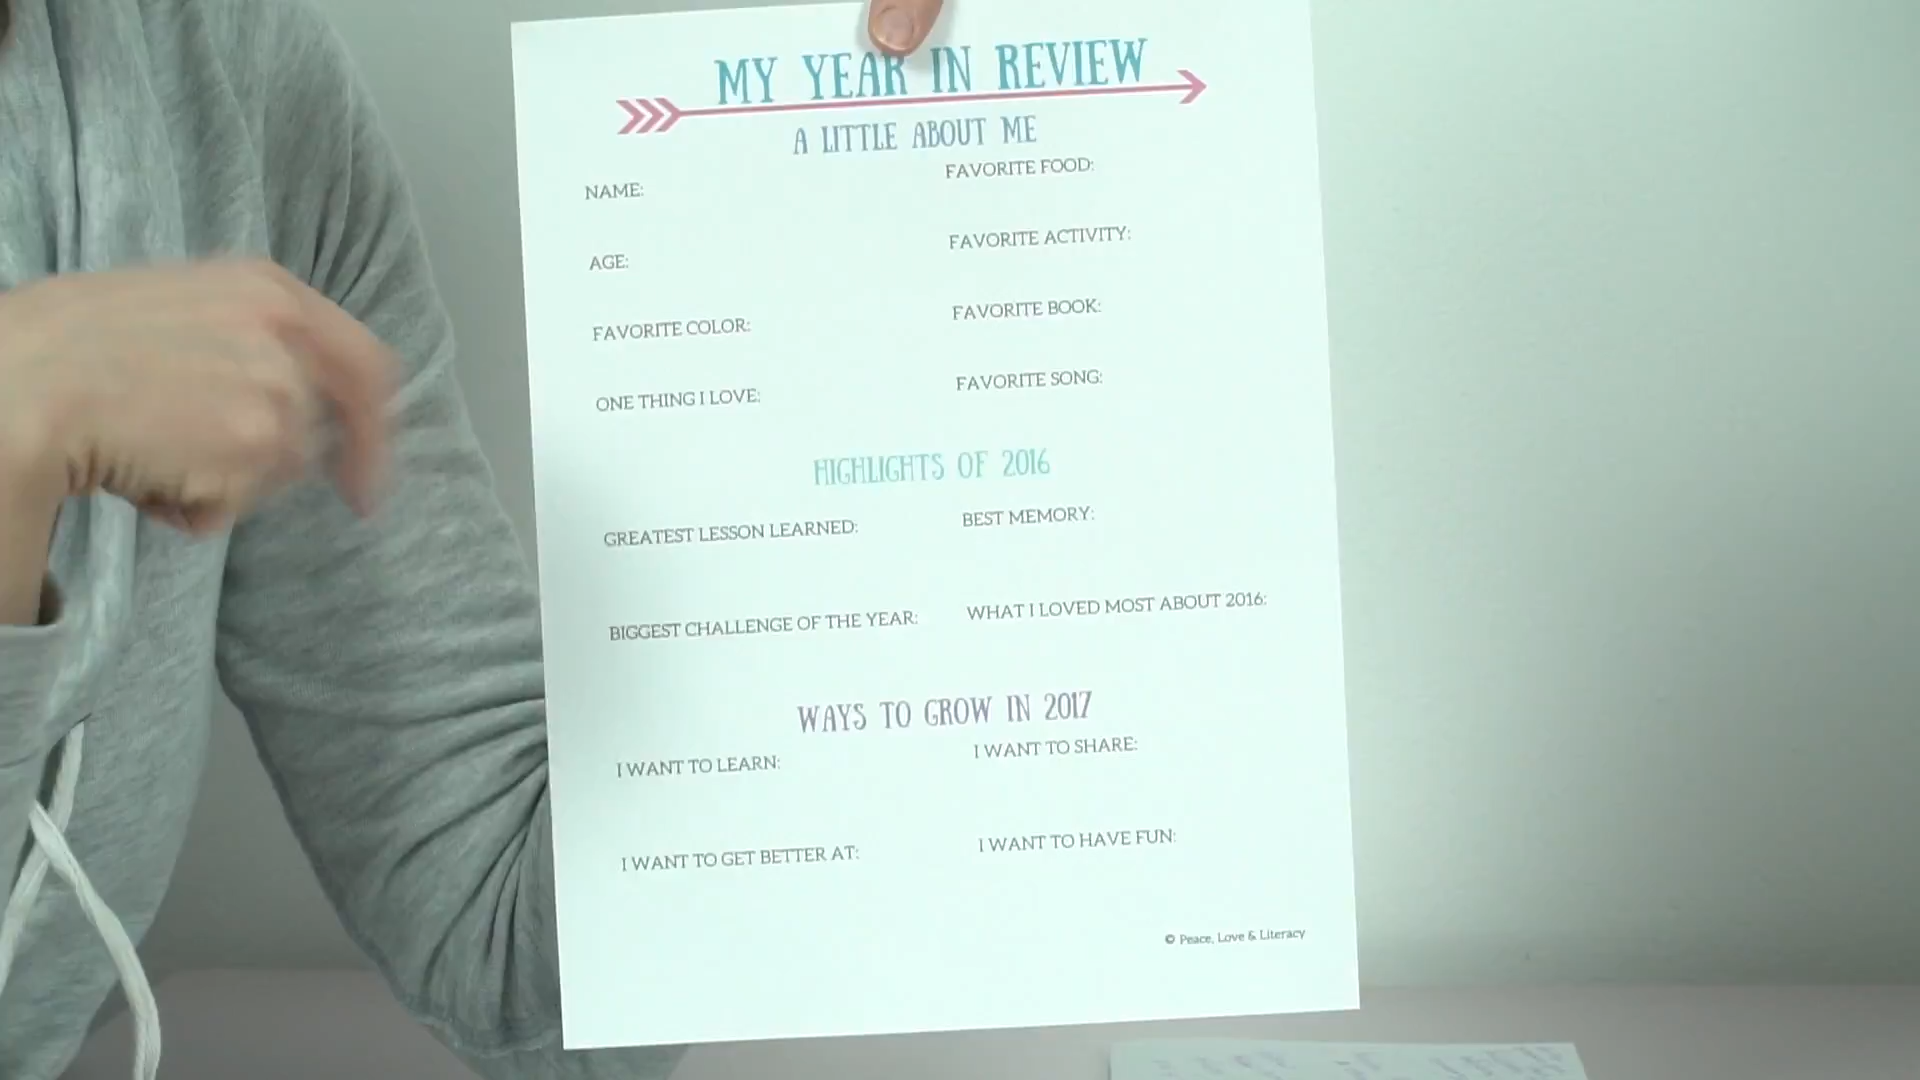 MY YEAR IN REVIEW
A LITTLE ABOUT ME
NAME:
FAVORITE FOOD:
AGE:
FAVORITE ACTIVITY:
FAVORITE COLOR:
FAVORITE BOOK:
ONE THING I LOVE:
FAVORITE SONG:
HIGHLIGHTS OF 2016
GREATEST LESSON LEARNED:
BEST MEMORY:
BIGGEST CHALLENGE OF THE YEAR:
WHAT I LOVED MOST ABOUT 2016:
WAYS TO GROW IN 2017
I WANT TO LEARN:
I WANT TO SHARE:
I WANT TO GET BETTER AT:
I WANT TO HAVE FUN:
© Peace, Love & Literacy